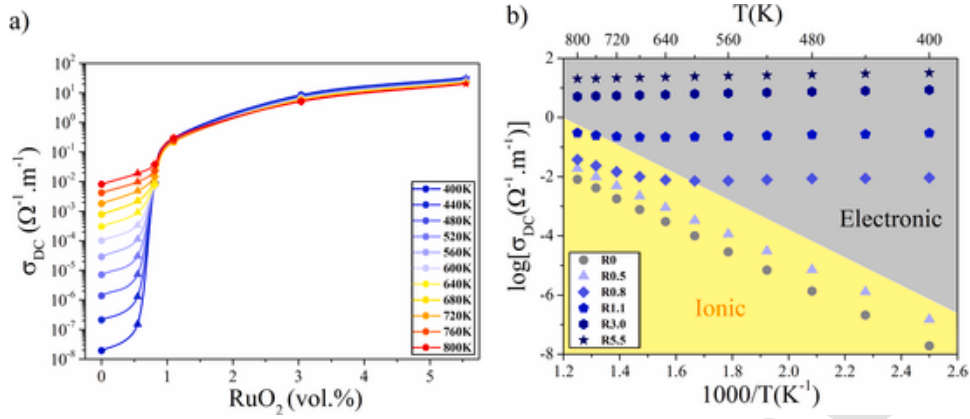 a)
σDC (Ω⁻¹.m⁻¹)
10²
10¹
10⁰
10⁻¹
10⁻²
10⁻³
10⁻⁴
10⁻⁵
10⁻⁶
10⁻⁷
10⁻⁸
400K
440K
480K
520K
560K
600K
640K
680K
720K
760K
800K
0 1 2 3 4 5
RuO₂ (vol.%)
b)
T(K)
800 720 640 560 480 400
log[σDC(Ω⁻¹.m⁻¹)]
2
0
-2
-4
-6
-8
Electronic
Ionic
R0
R0.5
R0.8
R1.1
R3.0
R5.5
1.2 1.4 1.6 1.8 2.0 2.2 2.4 2.6
1000/T(K⁻¹)